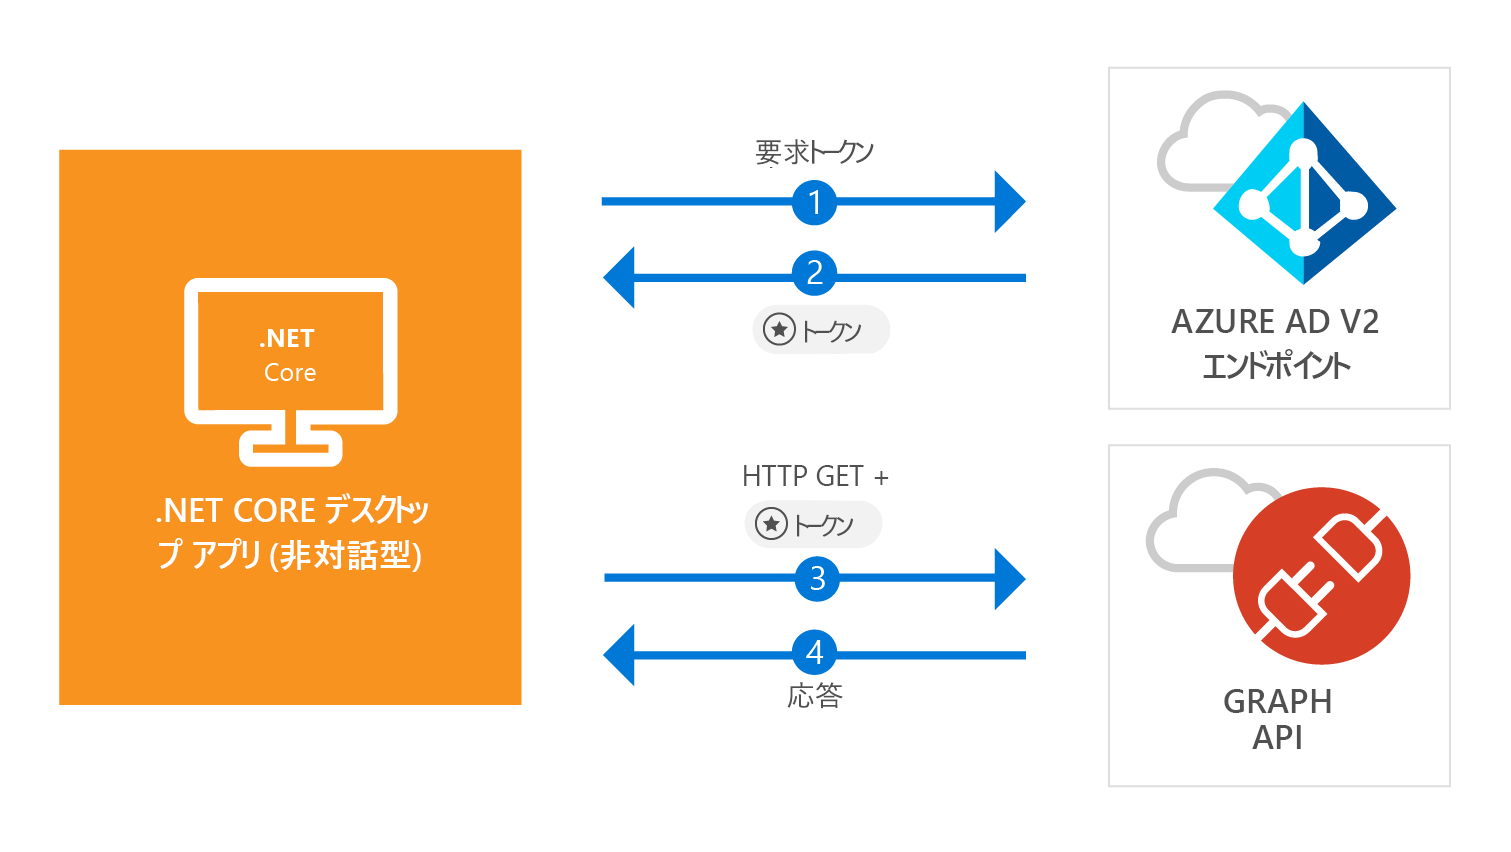 .NET
Core
.NET CORE デスクトッ
プ アプリ (非対話型)
要求トークン
1
2
トークン
HTTP GET +
トークン
3
4
応答
AZURE AD V2
エンドポイント
GRAPH
API